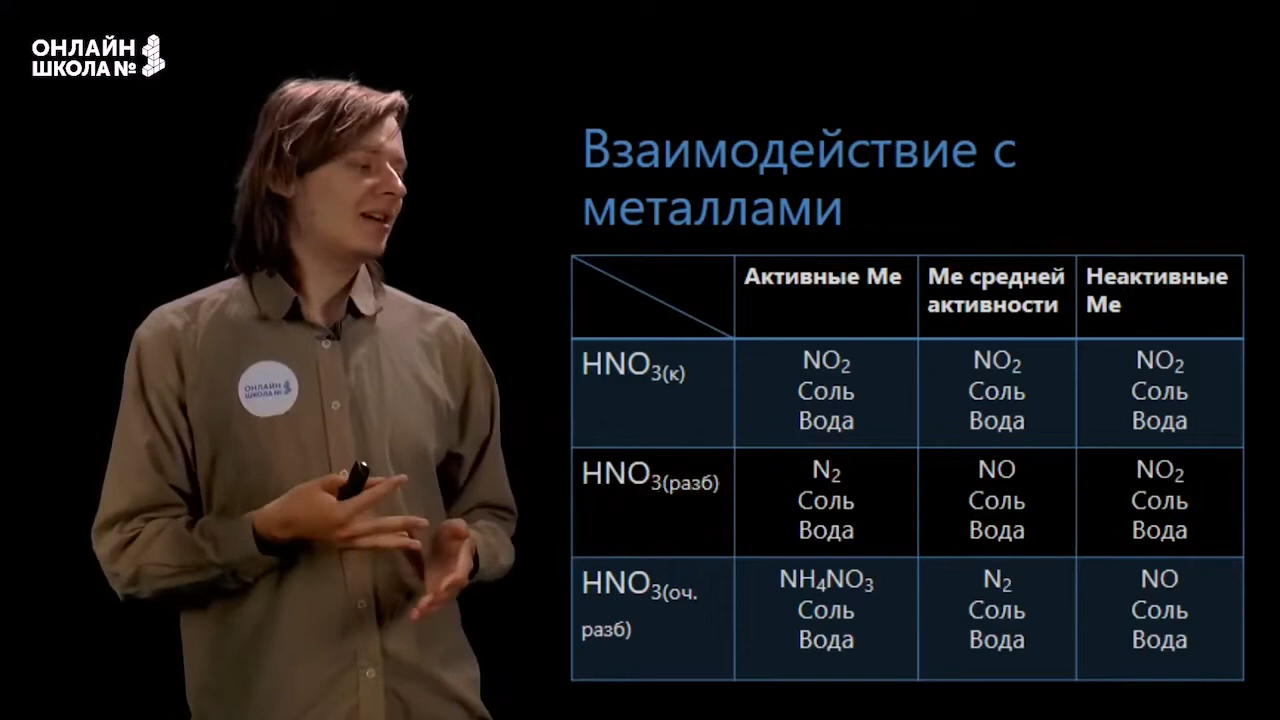 ОНЛАЙН
ШКОЛА №1
Взаимодействие с
металлами
Активные Ме
Ме средней
активности
Неактивные
Ме
HNO₃₍к₎
NO₂
Соль
Вода
NO₂
Соль
Вода
NO₂
Соль
Вода
HNO₃₍разб₎
N₂
Соль
Вода
NO
Соль
Вода
NO₂
Соль
Вода
HNO₃₍оч.
разб)
NH₄NO₃
Соль
Вода
N₂
Соль
Вода
NO
Соль
Вода
ОНЛАЙН
ШКОЛА №1